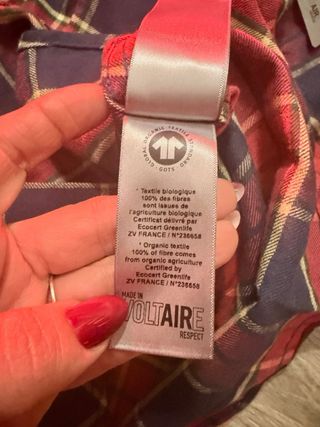 GLOBAL ORGANIC TEXTILE STANDARD
· GOTS ·
* Textile biologique
100% des fibres
sont issues de
l'agriculture biologique
Certificat délivré par
Ecocert Greenlife
ZV FRANCE / N°236658
* Organic textile
100% of fibre comes
from organic agriculture
Certified by
Ecocert Greenlife
ZV FRANCE / N°236658
MADE IN
VOLTAIRE
RESPECT
AIR